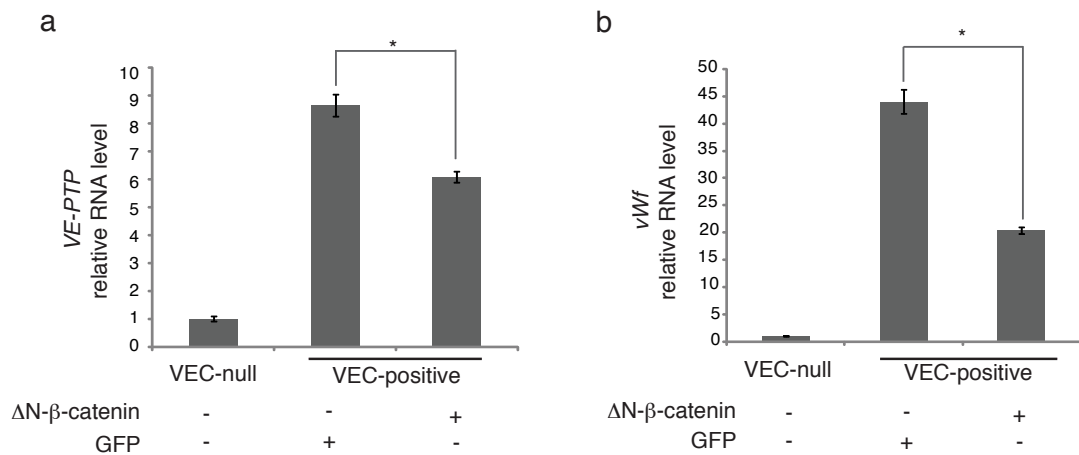 a
*
VE-PTP
relative RNA level
10
9
8
7
6
5
4
3
2
1
0
VEC-null
VEC-positive
ΔN-β-catenin - - +
GFP - + -
b
*
vWf
relative RNA level
50
45
40
35
30
25
20
15
10
5
0
VEC-null
VEC-positive
ΔN-β-catenin - - +
GFP - + -